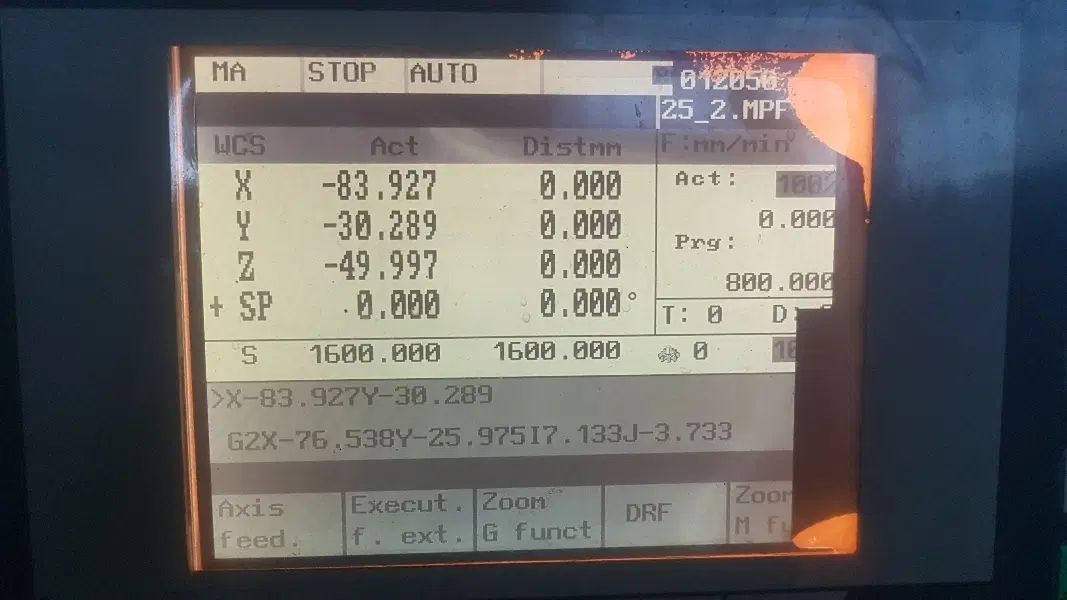 MA STOP AUTO
012050
25_2.MPF
WCS Act Distmm F:mm/min
X -83.927 0.000 Act: 100%
Y -30.289 0.000 0.000
Prg:
Z -49.997 0.000 800.000
+ SP 0.000 0.000° T: 0 D:
S 1600.000 1600.000 0
>X-83.927Y-30.289
G2X-76.538Y-25.975I7.133J-3.733
Axis Execut. Zoom DRF Zoom
feed. f. ext. G funct M fu